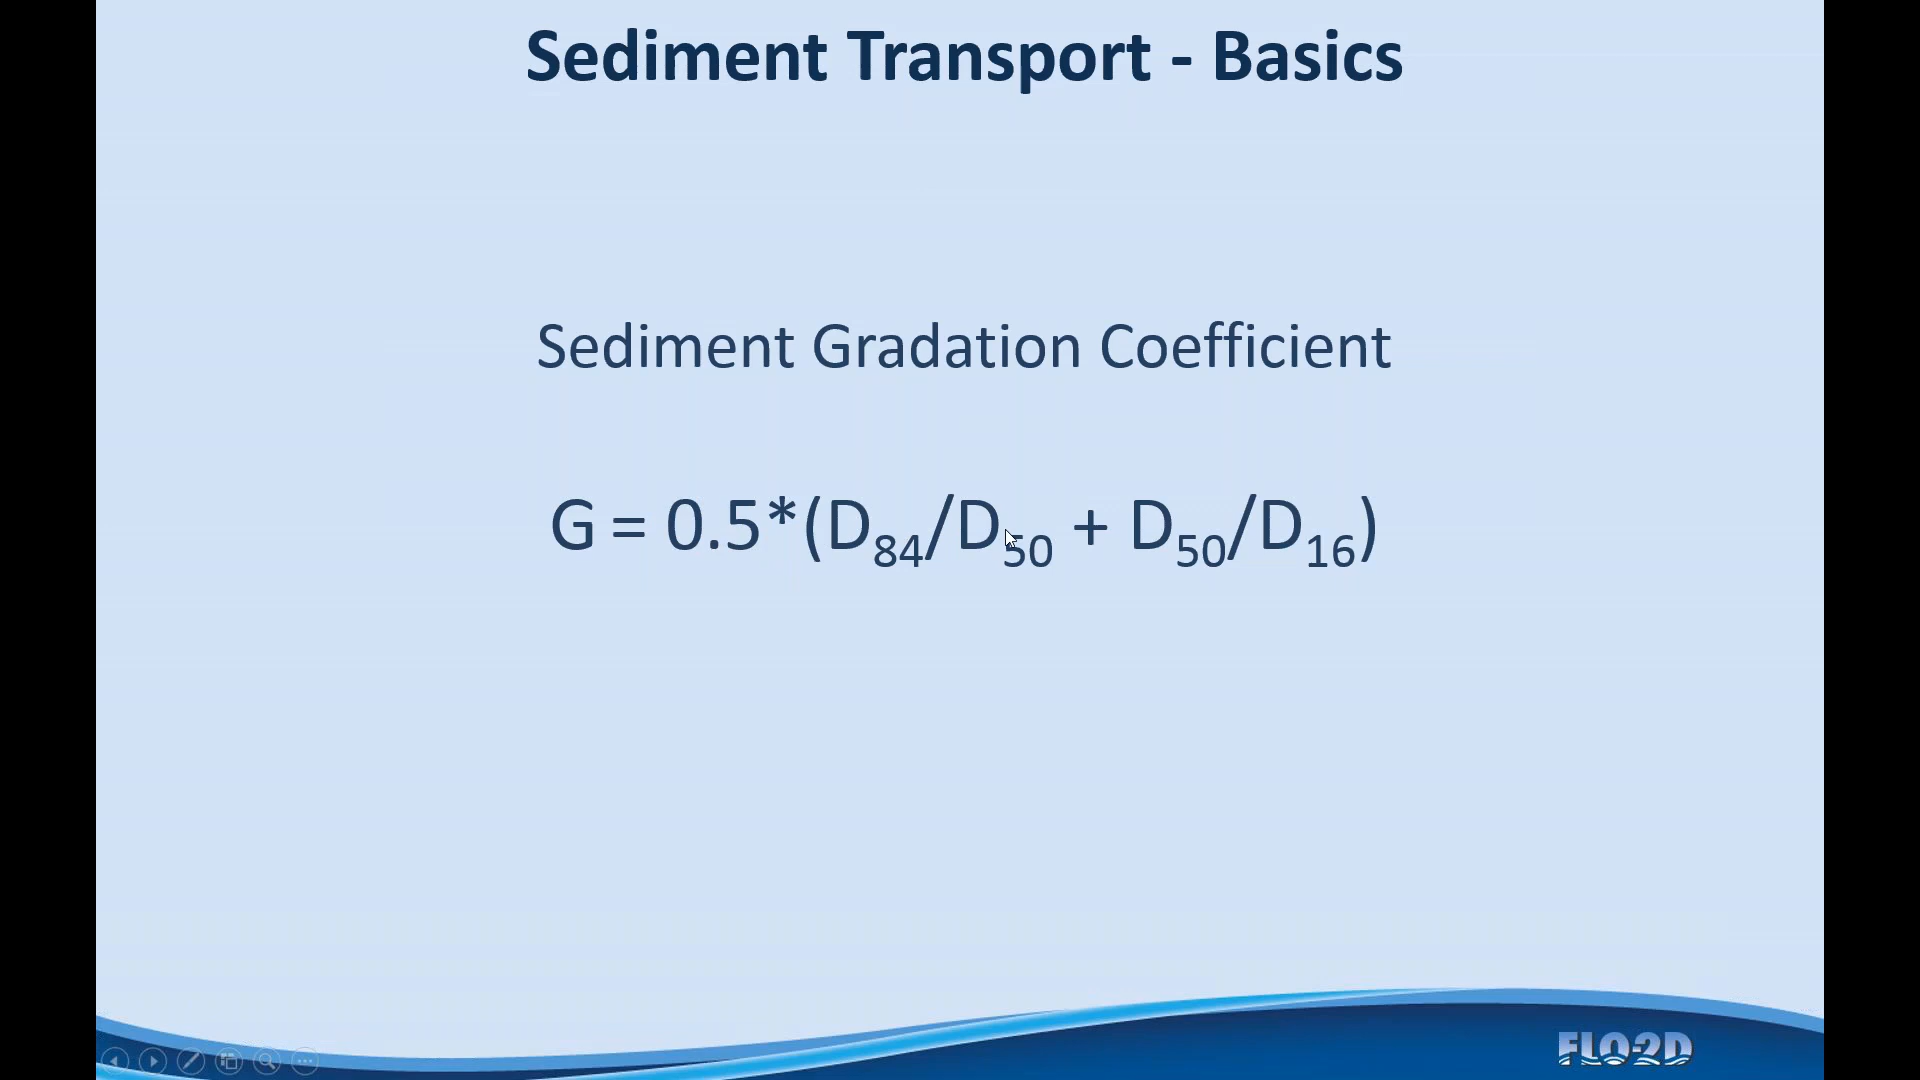 Sediment Transport - Basics
Sediment Gradation Coefficient
G = 0.5*(D₈₄/D₅₀ + D₅₀/D₁₆)
FLO-2D